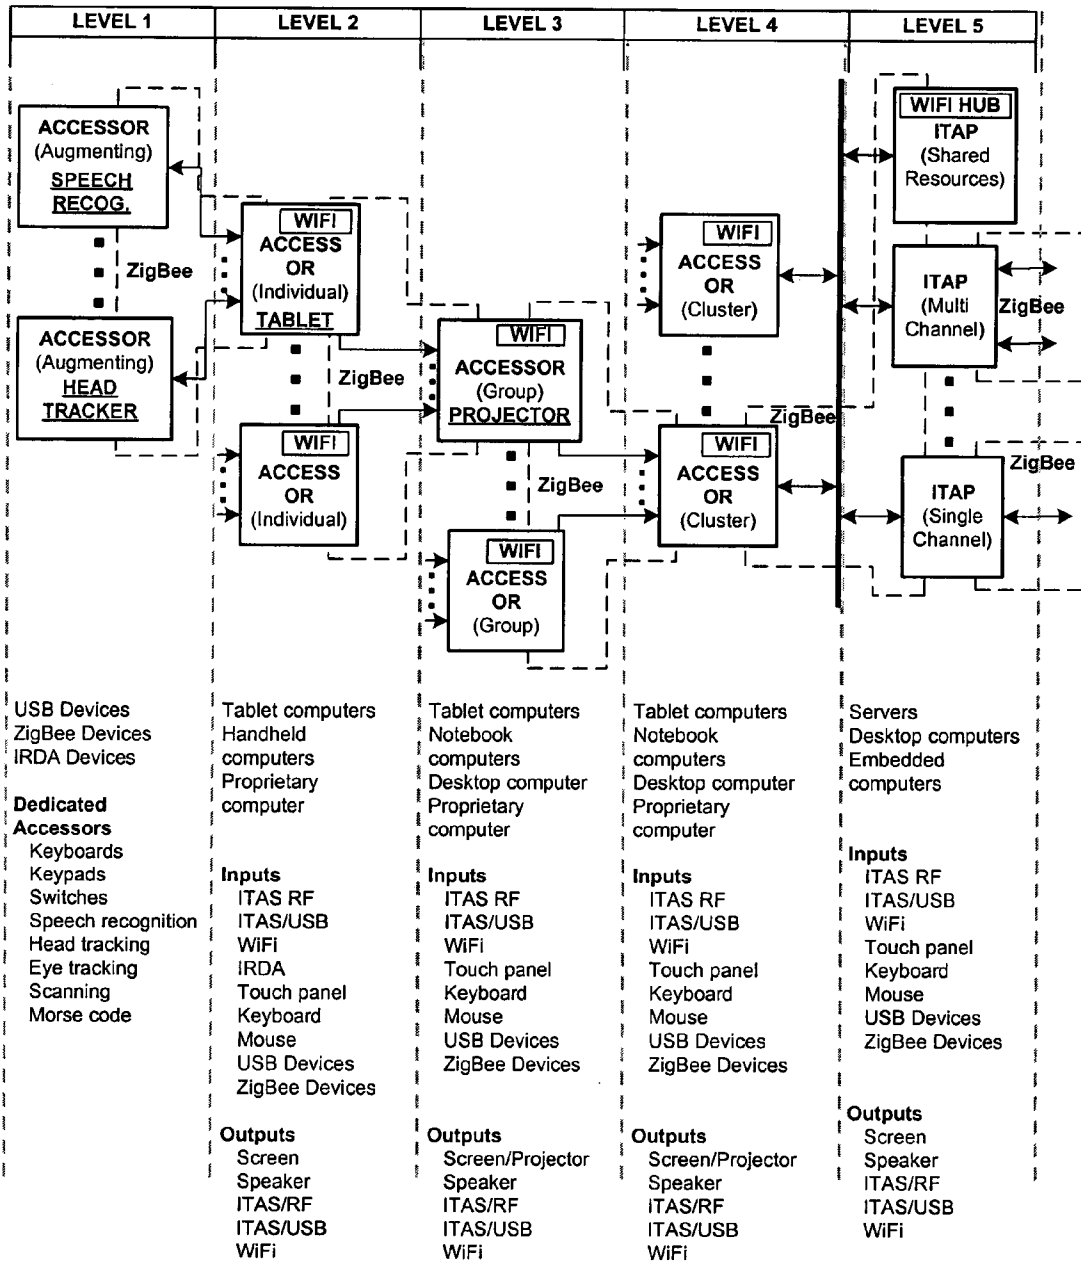 LEVEL 1
LEVEL 2
LEVEL 3
LEVEL 4
LEVEL 5
ACCESSOR
(Augmenting)
SPEECH
RECOG.
ZigBee
ACCESSOR
(Augmenting)
HEAD
TRACKER
WIFI
ACCESS
OR
(Individual)
TABLET
ZigBee
WIFI
ACCESS
OR
(Individual)
WIFI
ACCESSOR
(Group)
PROJECTOR
ZigBee
WIFI
ACCESS
OR
(Group)
WIFI
ACCESS
OR
(Cluster)
ZigBee
WIFI
ACCESS
OR
(Cluster)
WIFI HUB
ITAP
(Shared
Resources)
ITAP
(Multi
Channel)
ZigBee
ZigBee
ITAP
(Single
Channel)
USB Devices
ZigBee Devices
IRDA Devices
Dedicated
Accessors
Keyboards
Keypads
Switches
Speech recognition
Head tracking
Eye tracking
Scanning
Morse code
Tablet computers
Handheld
computers
Proprietary
computer
Inputs
ITAS RF
ITAS/USB
WiFi
IRDA
Touch panel
Keyboard
Mouse
USB Devices
ZigBee Devices
Outputs
Screen
Speaker
ITAS/RF
ITAS/USB
WiFi
Tablet computers
Notebook
computers
Desktop computer
Proprietary
computer
Inputs
ITAS RF
ITAS/USB
WiFi
Touch panel
Keyboard
Mouse
USB Devices
ZigBee Devices
Outputs
Screen/Projector
Speaker
ITAS/RF
ITAS/USB
WiFi
Tablet computers
Notebook
computers
Desktop computer
Proprietary
computer
Inputs
ITAS RF
ITAS/USB
WiFi
Touch panel
Keyboard
Mouse
USB Devices
ZigBee Devices
Outputs
Screen/Projector
Speaker
ITAS/RF
ITAS/USB
WiFi
Servers
Desktop computers
Embedded
computers
Inputs
ITAS RF
ITAS/USB
WiFi
Touch panel
Keyboard
Mouse
USB Devices
ZigBee Devices
Outputs
Screen
Speaker
ITAS/RF
ITAS/USB
WiFi